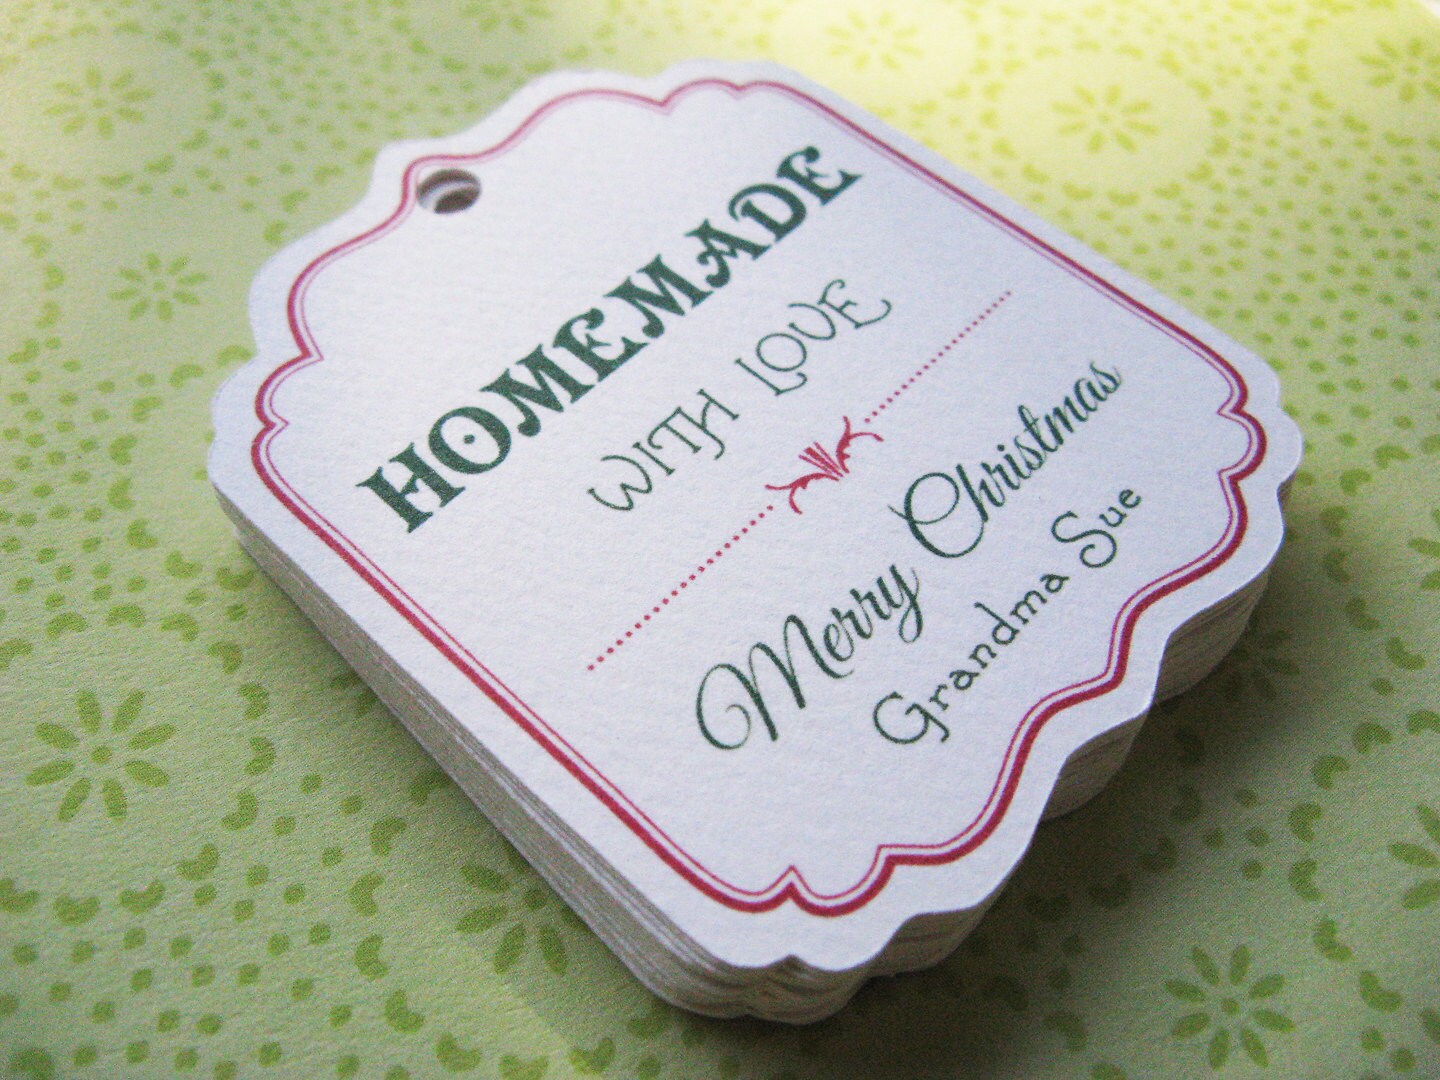 HOMEMADE
WITH LOVE
Merry Christmas
Grandma Sue